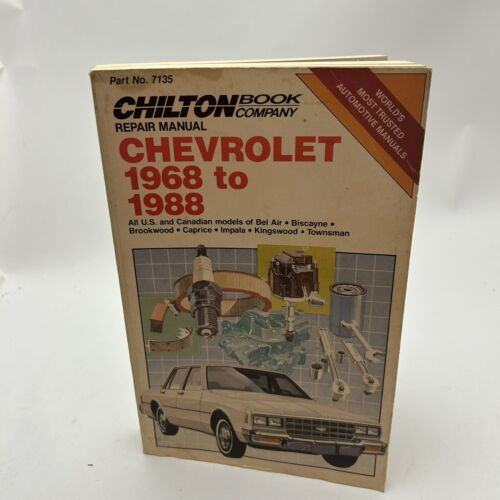 Part No. 7135
CHILTON BOOK COMPANY
REPAIR MANUAL
WORLD'S
MOST TRUSTED
AUTOMOTIVE MANUALS
CHEVROLET
1968 to
1988
All U.S. and Canadian models of Bel Air • Biscayne •
Brookwood • Caprice • Impala • Kingswood • Townsman